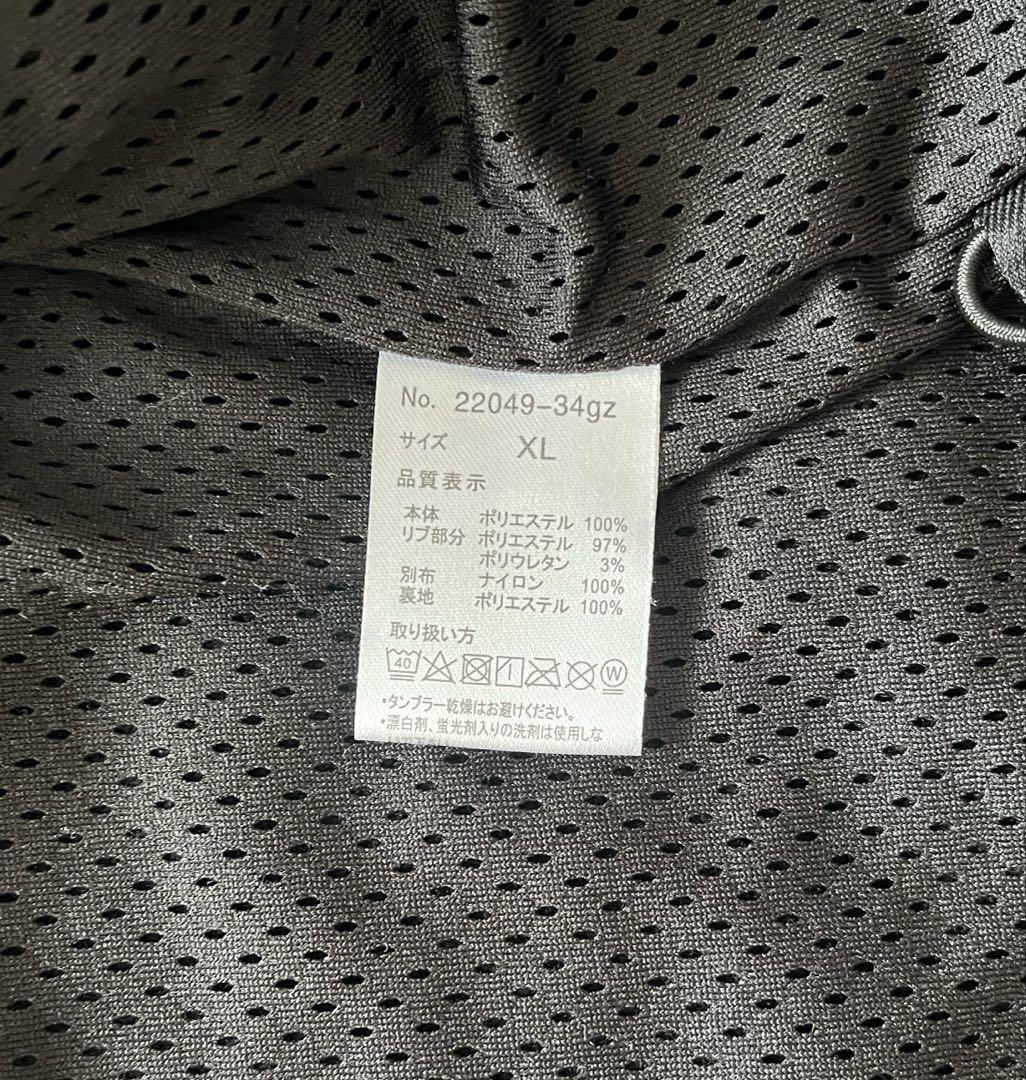 No. 22049-34gz
サイズ XL
品質表示
本体 ポリエステル 100%
リブ部分 ポリエステル 97%
ポリウレタン 3%
別布 ナイロン 100%
裏地 ポリエステル 100%
取り扱い方
40 W
・タンブラー乾燥はお避けください。
・漂白剤、蛍光剤入りの洗剤は使用しな